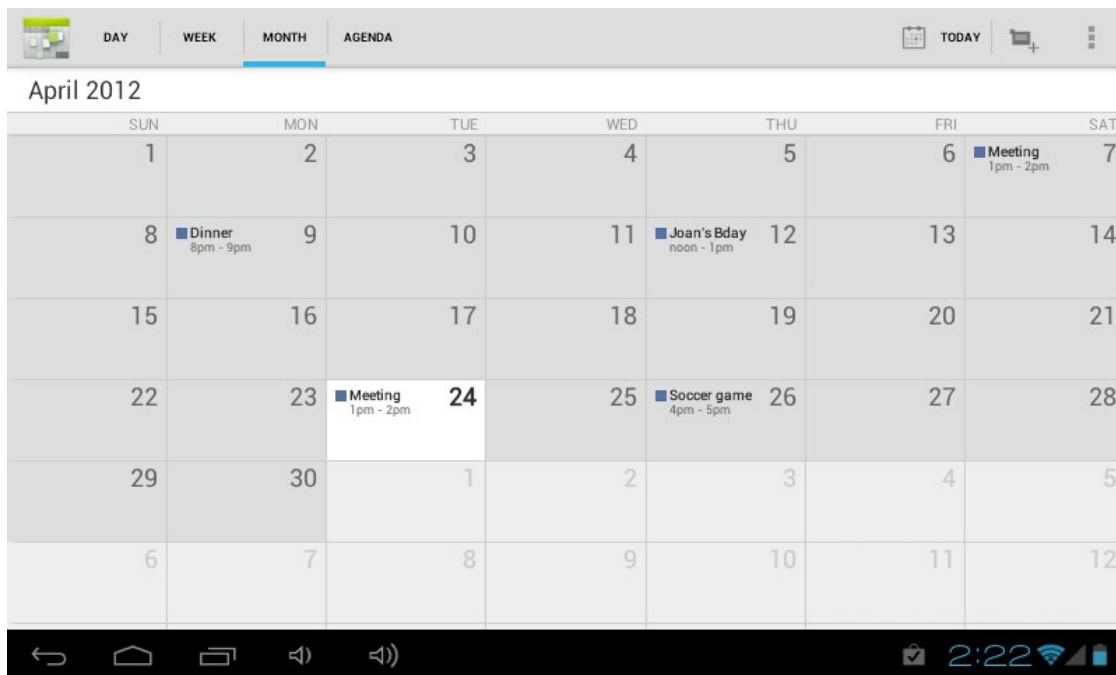 DAY WEEK MONTH AGENDA TODAY
April 2012
SUN MON TUE WED THU FRI SAT
1 2 3 4 5 6 Meeting 7
1pm - 2pm
8 Dinner 9 10 11 Joan's Bday 12 13 14
8pm - 9pm noon - 1pm
15 16 17 18 19 20 21
22 23 Meeting 24 25 Soccer game 26 27 28
1pm - 2pm 4pm - 5pm
29 30 1 2 3 4 5
6 7 8 9 10 11 12
2:22